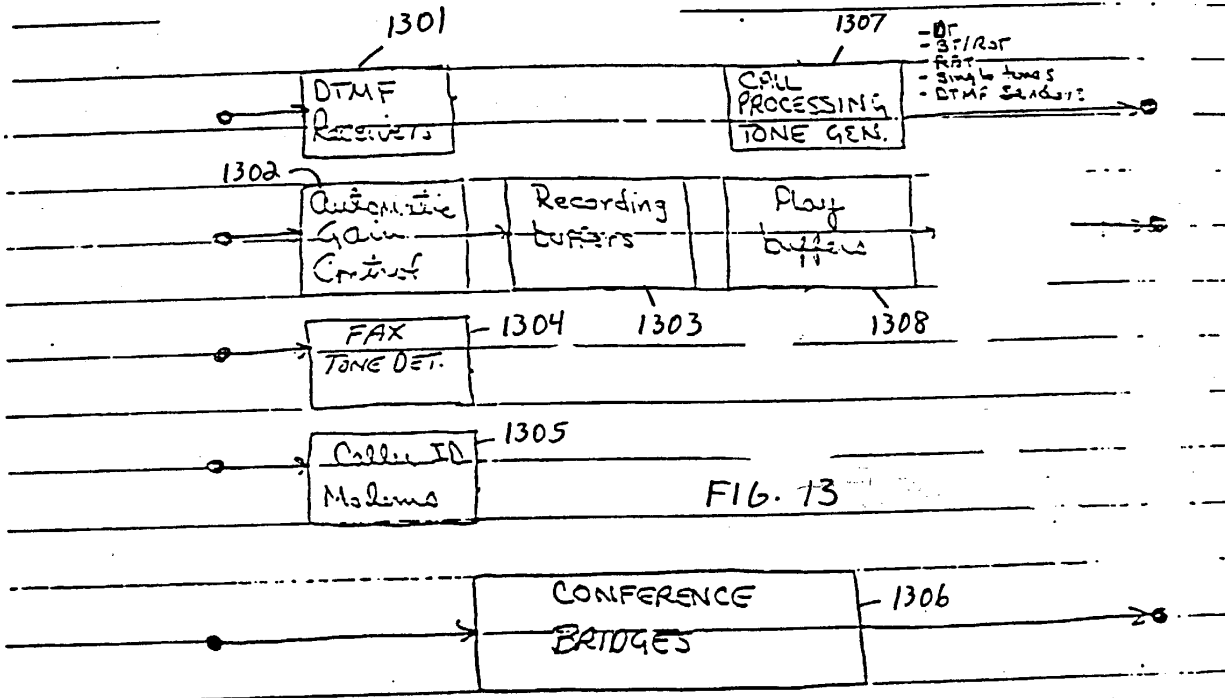 1301
DTMF
Receivers
1307
CALL
PROCESSING
TONE GEN.
- DT
- BT/ROT
- RBT
- Single tones
- DTMF Senders
1302
Automatic
Gain
Control
Recording
buffers
1303
Play
buffers
1308
FAX
TONE DET.
1304
Caller ID
Modems
1305
FIG. 13
CONFERENCE
BRIDGES
1306